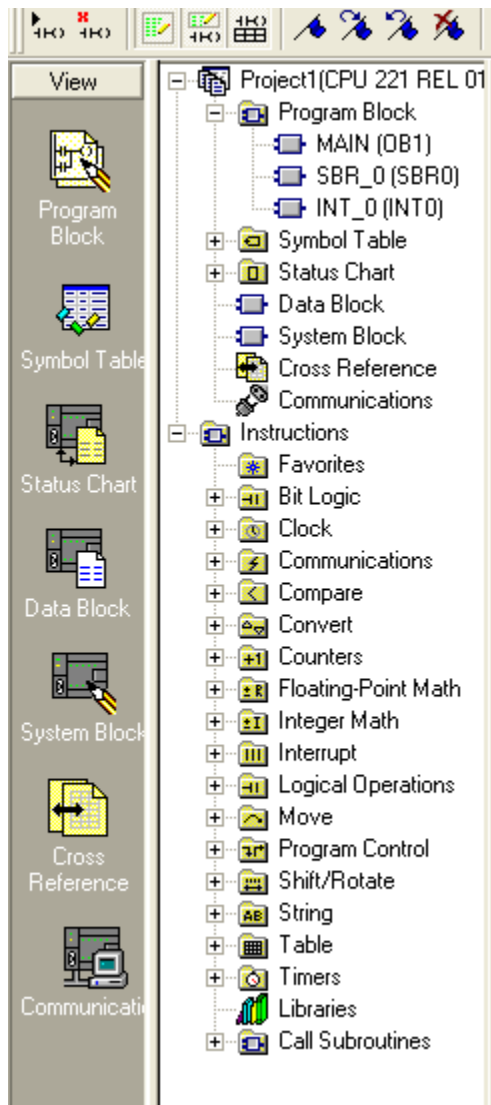 View
Program
Block
Symbol Table
Status Chart
Data Block
System Block
Cross
Reference
Communicati
Project1(CPU 221 REL 01
Program Block
MAIN (OB1)
SBR_0 (SBR0)
INT_0 (INT0)
Symbol Table
Status Chart
Data Block
System Block
Cross Reference
Communications
Instructions
Favorites
Bit Logic
Clock
Communications
Compare
Convert
Counters
Floating-Point Math
Integer Math
Interrupt
Logical Operations
Move
Program Control
Shift/Rotate
String
Table
Timers
Libraries
Call Subroutines